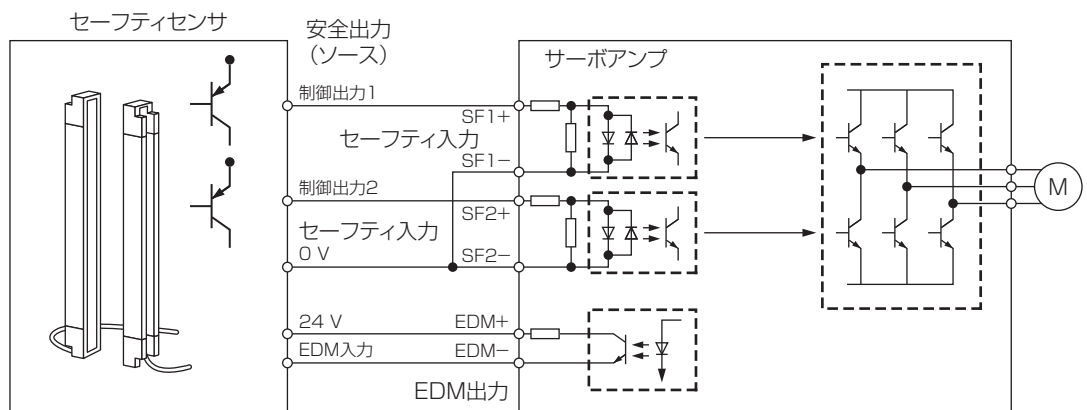 セーフティセンサ
安全出力
（ソース）
サーボアンプ
制御出力1
SF1+
セーフティ入力
SF1−
制御出力2
SF2+
セーフティ入力
0 V
SF2−
M
24 V
EDM+
EDM入力
EDM−
EDM出力